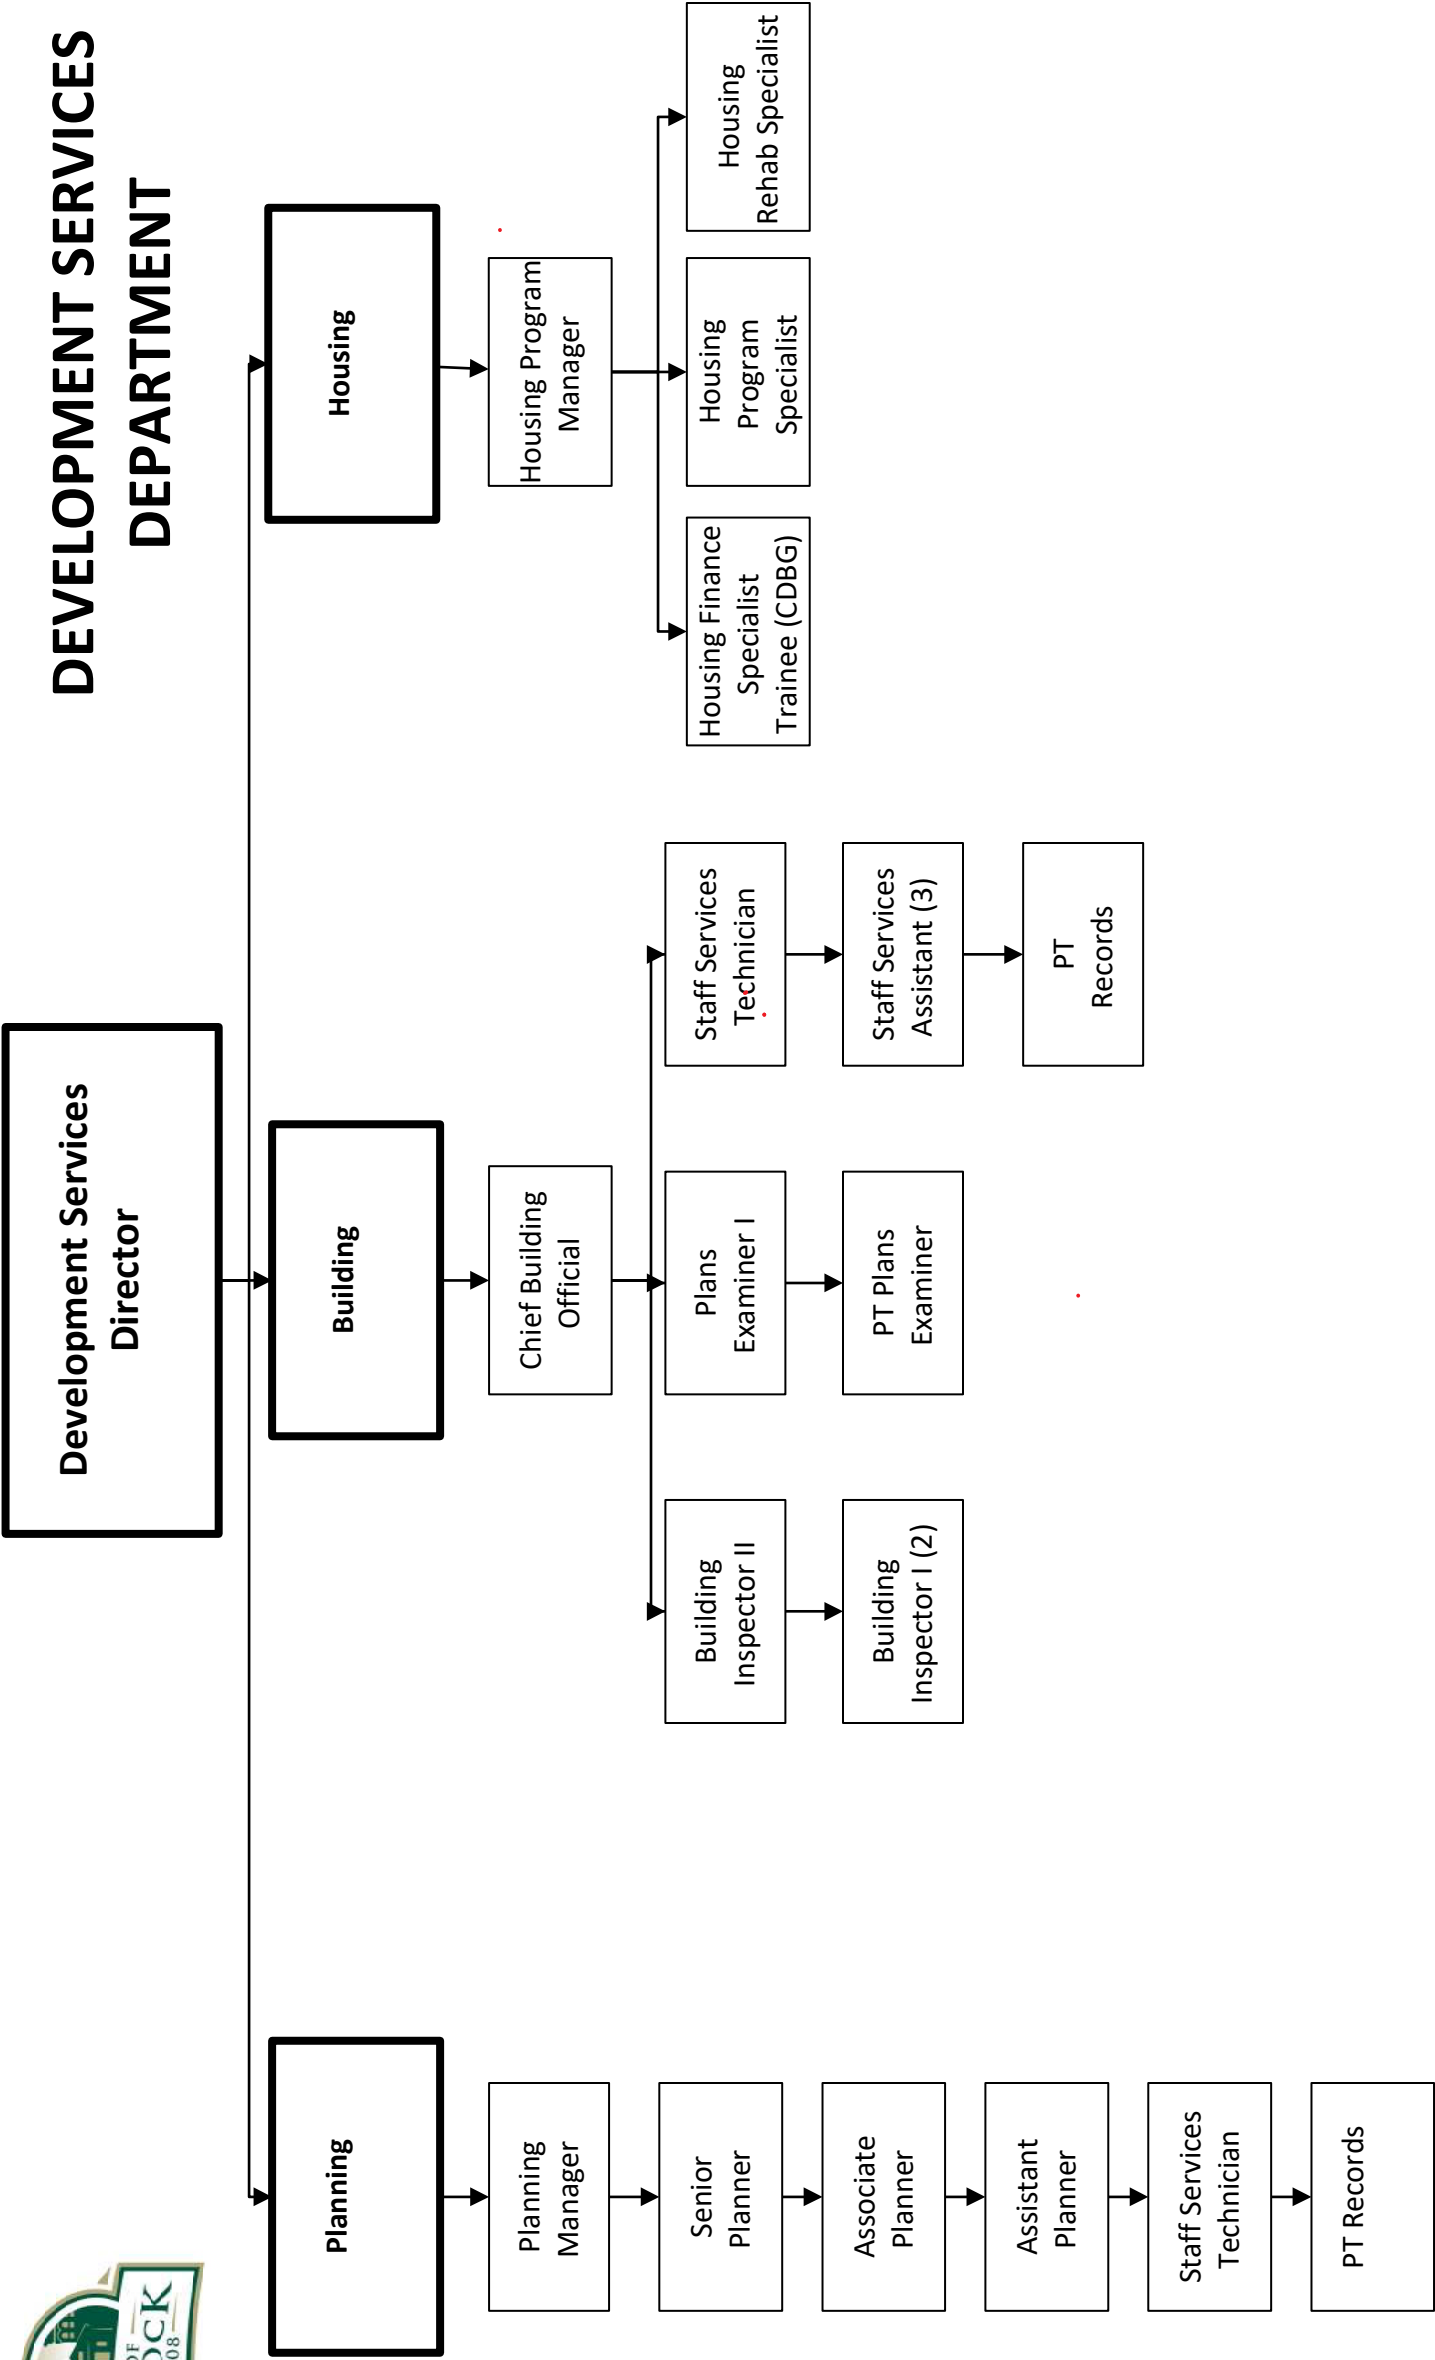 DEVELOPMENT SERVICES
DEPARTMENT
OF
OCK
08
Development Services
Director
Planning
Building
Housing
Planning
Manager
Chief Building
Official
Housing Program
Manager
Senior
Planner
Associate
Planner
Assistant
Planner
Staff Services
Technician
PT Records
Building
Inspector II
Building
Inspector I (2)
Plans
Examiner I
PT Plans
Examiner
Staff Services
Technician
Staff Services
Assistant (3)
PT
Records
Housing Finance
Specialist
Trainee (CDBG)
Housing
Program
Specialist
Housing
Rehab Specialist